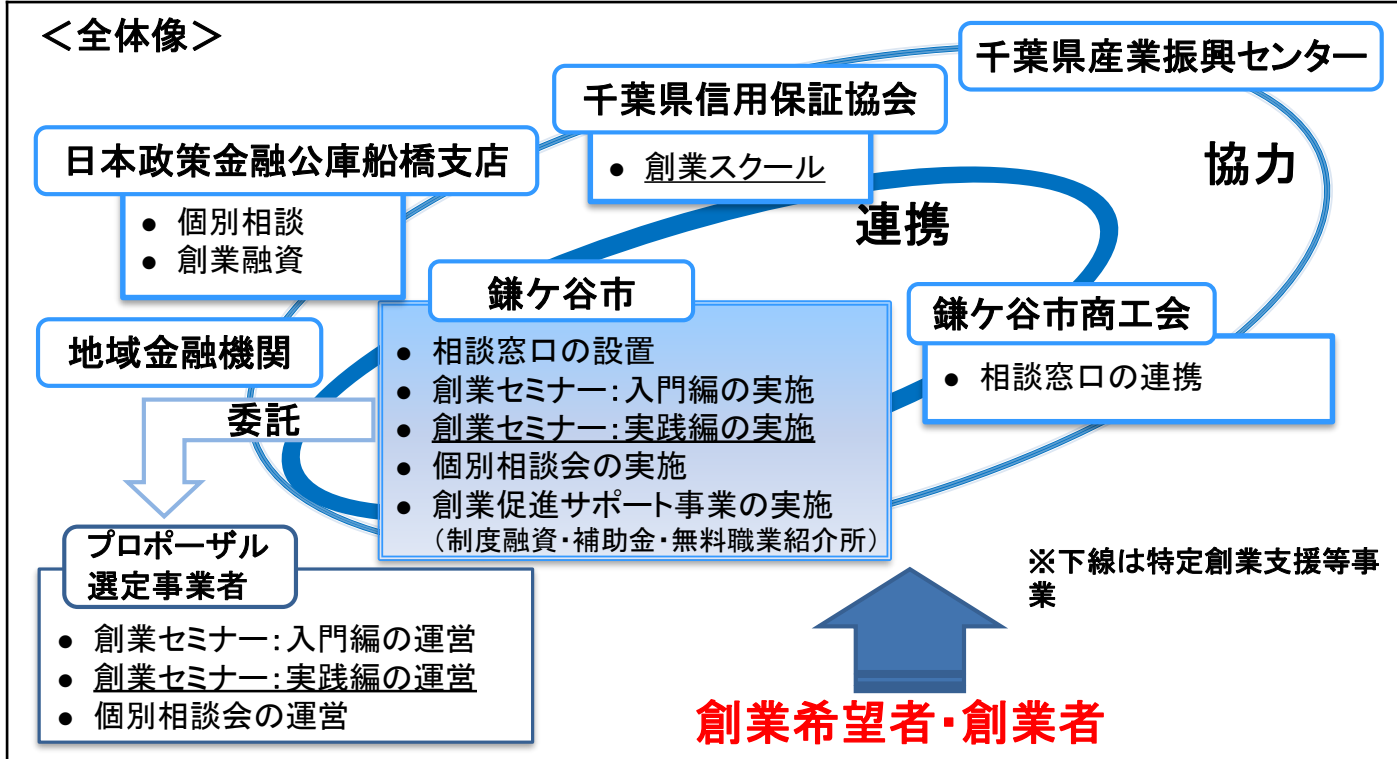 ＜全体像＞
千葉県産業振興センター
千葉県信用保証協会
● 創業スクール
日本政策金融公庫船橋支店
● 個別相談
● 創業融資
協力
連携
鎌ケ谷市
● 相談窓口の設置
● 創業セミナー：入門編の実施
● 創業セミナー：実践編の実施
● 個別相談会の実施
● 創業促進サポート事業の実施
（制度融資・補助金・無料職業紹介所）
鎌ケ谷市商工会
● 相談窓口の連携
地域金融機関
委託
プロポーザル
選定事業者
● 創業セミナー：入門編の運営
● 創業セミナー：実践編の運営
● 個別相談会の運営
※下線は特定創業支援等事
業
創業希望者・創業者